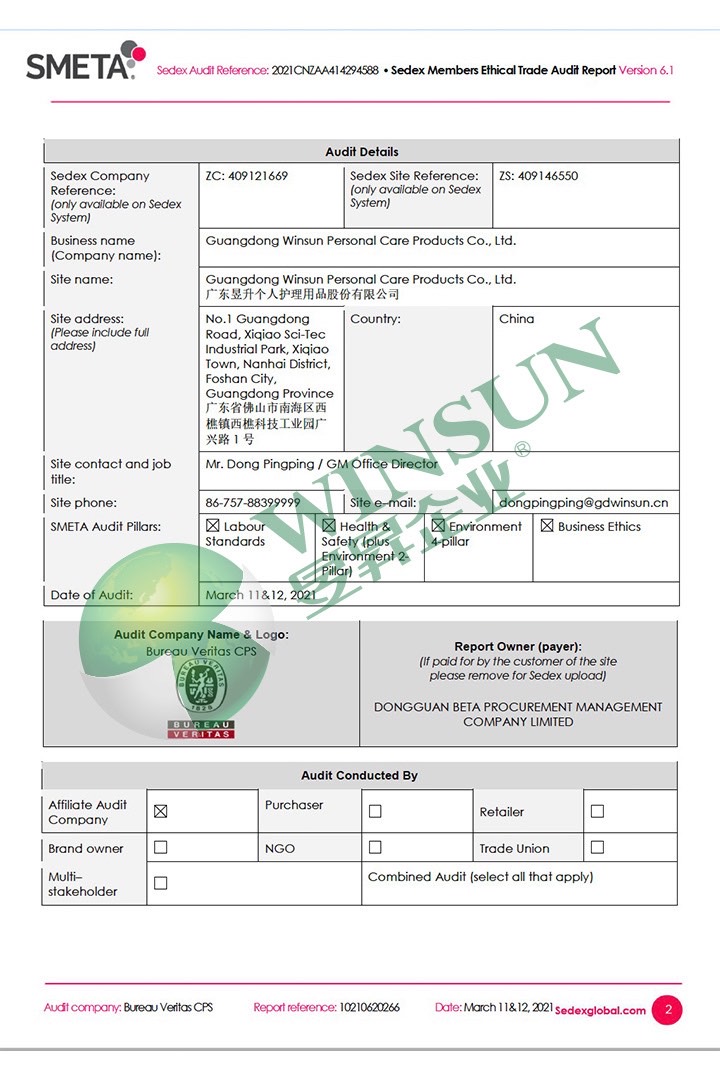 SMETA
Sedex Audit Reference: 2021CNZAA414294588 • Sedex Members Ethical Trade Audit Report Version 6.1
Audit Details
Sedex Company
Reference:
(only available on Sedex
System)
ZC: 409121669
Sedex Site Reference:
(only available on Sedex
System)
ZS: 409146550
Business name
(Company name):
Guangdong Winsun Personal Care Products Co., Ltd.
Site name:
Guangdong Winsun Personal Care Products Co., Ltd.
广东昱升个人护理用品股份有限公司
Site address:
(Please include full
address)
No.1 Guangdong
Road, Xiqiao Sci-Tec
Industrial Park, Xiqiao
Town, Nanhai District,
Foshan City,
Guangdong Province
广东省佛山市南海区西
樵镇西樵科技工业园广
兴路 1 号
Country:
China
Site contact and job
title:
Mr. Dong Pingping / GM Office Director
Site phone:
86-757-88399999
Site e–mail:
dongpingping@gdwinsun.cn
SMETA Audit Pillars:
Labour
Standards
Health &
Safety (plus
Environment 2-
Pillar)
Environment
4-pillar
Business Ethics
Date of Audit:
March 11&12, 2021
WINSUN
昱昇企业®
Audit Company Name & Logo:
Bureau Veritas CPS
BUREAU VERITAS
1828
BUREAU
VERITAS
Report Owner (payer):
(If paid for by the customer of the site
please remove for Sedex upload)
DONGGUAN BETA PROCUREMENT MANAGEMENT
COMPANY LIMITED
Audit Conducted By
Affiliate Audit
Company
Purchaser
Retailer
Brand owner
NGO
Trade Union
Multi–
stakeholder
Combined Audit (select all that apply)
Audit company: Bureau Veritas CPS
Report reference: 10210620266
Date: March 11&12, 2021
Sedexglobal.com
2